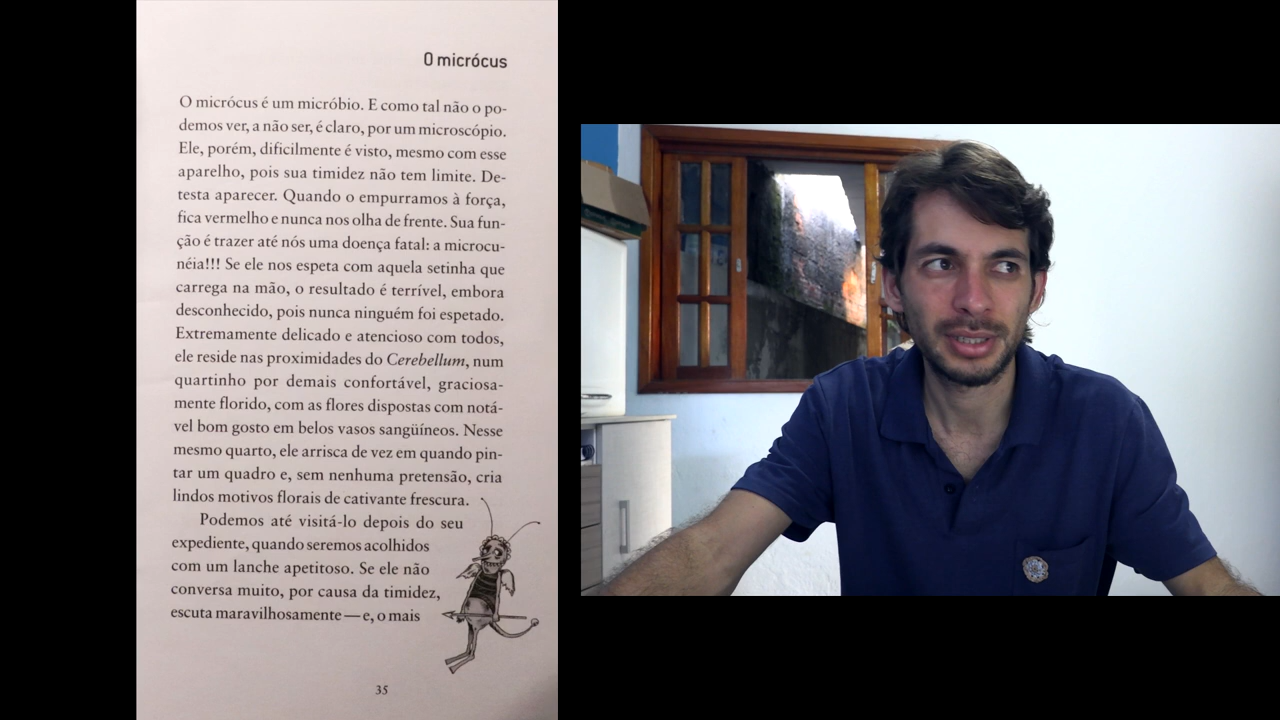 O micrócus
O micrócus é um micróbio. E como tal não o po-
demos ver, a não ser, é claro, por um microscópio.
Ele, porém, dificilmente é visto, mesmo com esse
aparelho, pois sua timidez não tem limite. De-
testa aparecer. Quando o empurramos à força,
fica vermelho e nunca nos olha de frente. Sua fun-
ção é trazer até nós uma doença fatal: a microcu-
néia!!! Se ele nos espeta com aquela setinha que
carrega na mão, o resultado é terrível, embora
desconhecido, pois nunca ninguém foi espetado.
Extremamente delicado e atencioso com todos,
ele reside nas proximidades do Cerebellum, num
quartinho por demais confortável, graciosa-
mente florido, com as flores dispostas com notá-
vel bom gosto em belos vasos sangüíneos. Nesse
mesmo quarto, ele arrisca de vez em quando pin-
tar um quadro e, sem nenhuma pretensão, cria
lindos motivos florais de cativante frescura.
Podemos até visitá-lo depois do seu
expediente, quando seremos acolhidos
com um lanche apetitoso. Se ele não
conversa muito, por causa da timidez,
escuta maravilhosamente — e, o mais
35